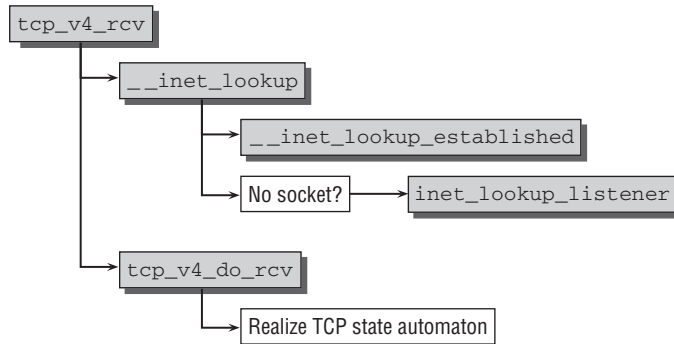 tcp_v4_rcv
__inet_lookup
__inet_lookup_established
No socket?
inet_lookup_listener
tcp_v4_do_rcv
Realize TCP state automaton